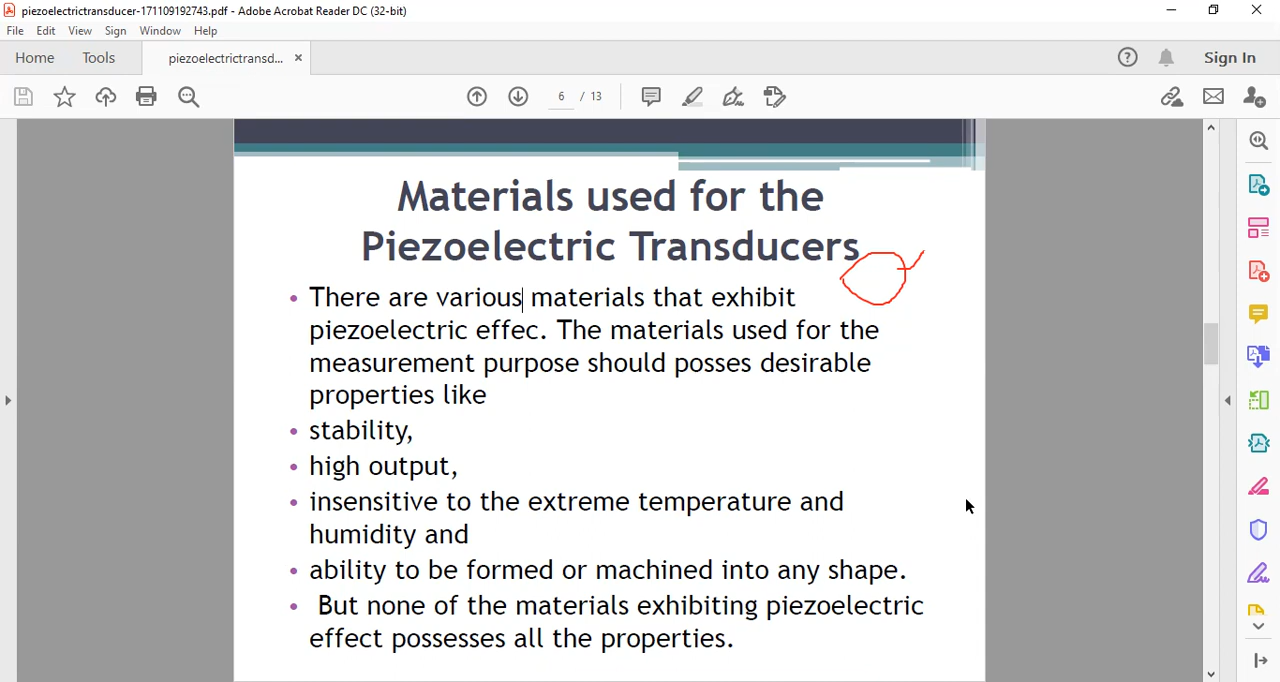 piezoelectrictransducer-171109192743.pdf - Adobe Acrobat Reader DC (32-bit)
File Edit View Sign Window Help
Home Tools piezoelectrictransd... ×
Sign In
6 / 13
Materials used for the
Piezoelectric Transducers
• There are various materials that exhibit
piezoelectric effec. The materials used for the
measurement purpose should posses desirable
properties like
• stability,
• high output,
• insensitive to the extreme temperature and
humidity and
• ability to be formed or machined into any shape.
• But none of the materials exhibiting piezoelectric
effect possesses all the properties.